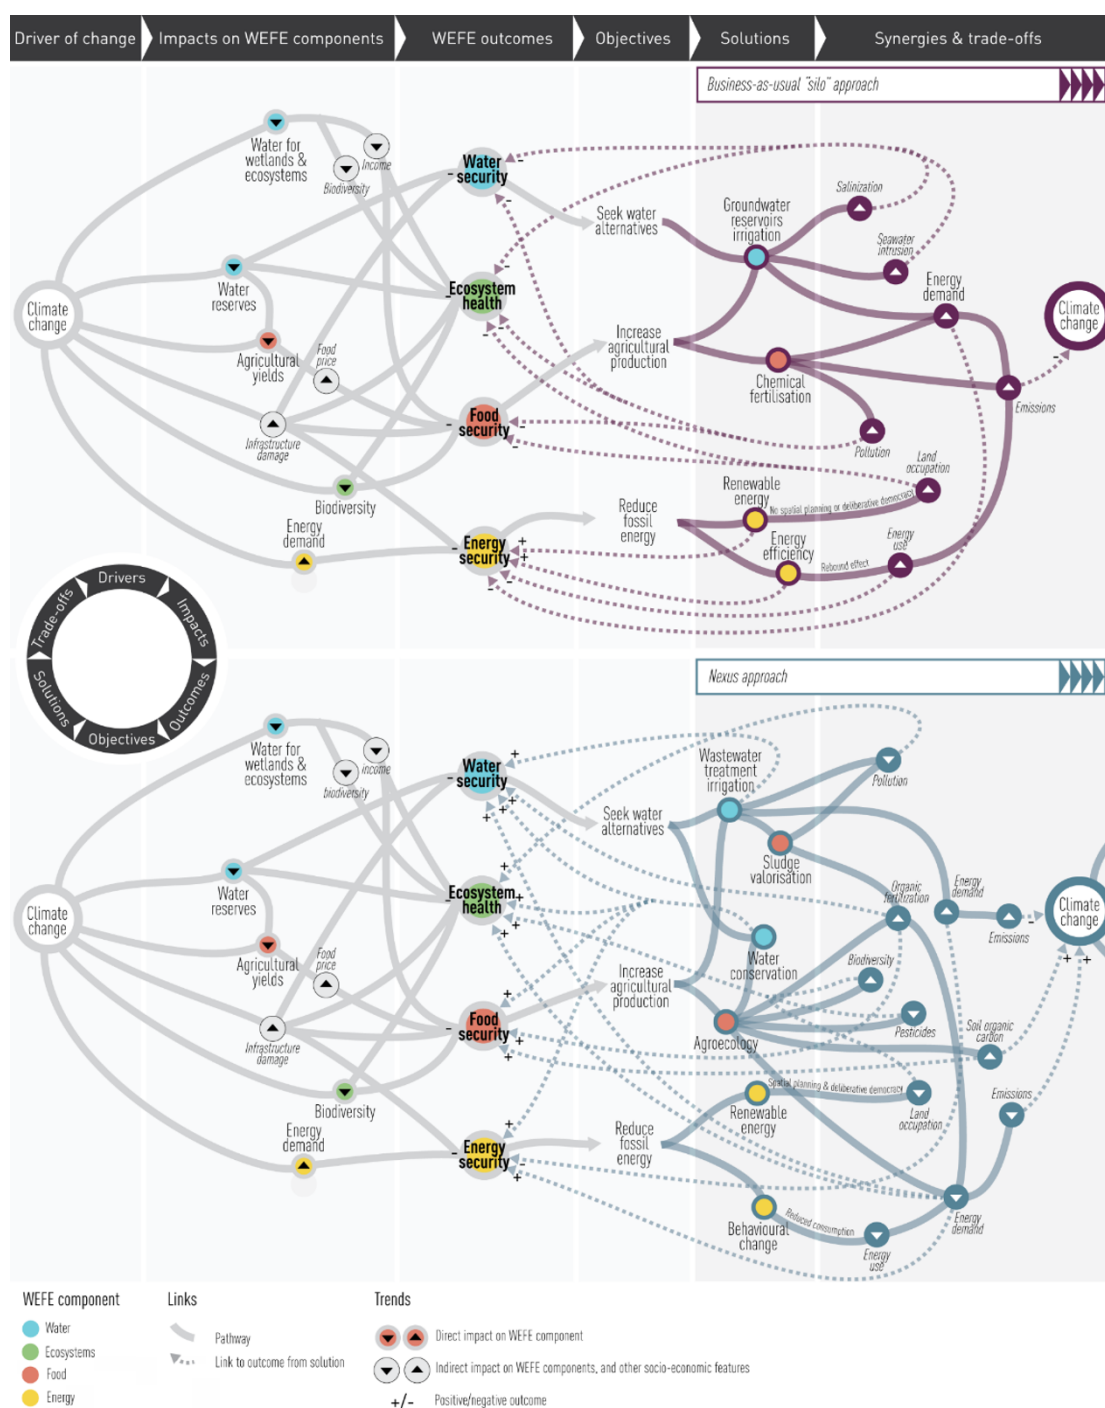 Driver of change
Impacts on WEFE components
WEFE outcomes
Objectives
Solutions
Synergies & trade-offs
Business-as-usual "silo" approach
Water for
wetlands &
ecosystems
Income
Biodiversity
Water
security
Seek water
alternatives
Groundwater
reservoirs
irrigation
Salinization
Seawater
intrusion
Energy
demand
Climate
change
Water
reserves
Ecosystem
health
Climate
change
Agricultural
yields
Food
price
Increase
agricultural
production
Chemical
fertilisation
Emissions
Infrastructure
damage
Food
security
Pollution
Land
occupation
Biodiversity
Renewable
energy
No spatial planning or deliberative democracy
Energy
demand
Energy
security
Reduce
fossil
energy
Energy
efficiency
Rebound effect
Energy
use
Drivers
Impacts
Outcomes
Objectives
Solutions
Trade-offs
Nexus approach
Water for
wetlands &
ecosystems
income
biodiversity
Water
security
Seek water
alternatives
Wastewater
treatment
irrigation
Pollution
Sludge
valorisation
Water
reserves
Climate
change
Ecosystem
health
Organic
fertilization
Energy
demand
Emissions
Climate
change
Agricultural
yields
Food
price
Increase
agricultural
production
Water
conservation
Biodiversity
Infrastructure
damage
Food
security
Agroecology
Pesticides
Soil organic
carbon
Biodiversity
Renewable
energy
Spatial planning & deliberative democracy
Land
occupation
Emissions
Energy
demand
Energy
security
Reduce
fossil
energy
Behavioural
change
Reduced consumption
Energy
use
Energy
demand
WEFE component
Water
Ecosystems
Food
Energy
Links
Pathway
Link to outcome from solution
Trends
Direct impact on WEFE component
Indirect impact on WEFE components, and other socio-economic features
+/- Positive/negative outcome